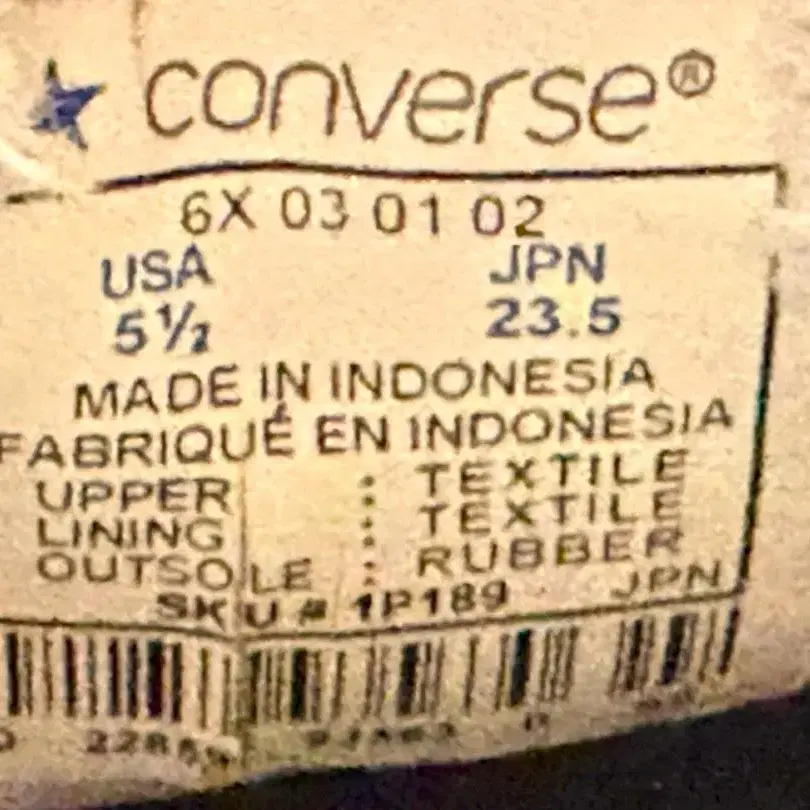 converse®
6X 03 01 02
USA JPN
5½ 23.5
MADE IN INDONESIA
FABRIQUÉ EN INDONESIA
UPPER : TEXTILE
LINING : TEXTILE
OUTSOLE : RUBBER
SKU # 1P189 JPN